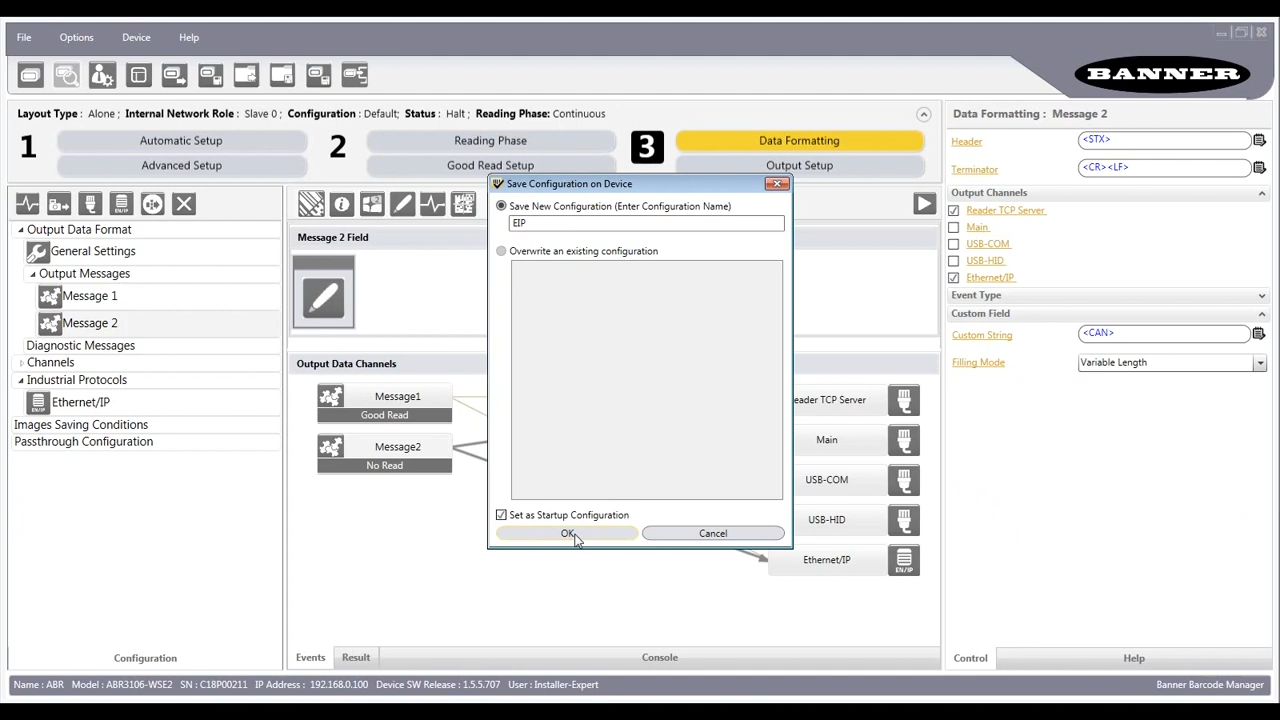 File Options Device Help
BANNER
Layout Type : Alone ; Internal Network Role : Slave 0 ; Configuration : Default; Status : Halt ; Reading Phase: Continuous
1 Automatic Setup 2 Reading Phase 3 Data Formatting
Advanced Setup Good Read Setup Output Setup
Data Formatting : Message 2
Header <STX>
Terminator <CR><LF>
Output Channels
Reader TCP Server
Main
USB-COM
USB-HID
Ethernet/IP
Event Type
Custom Field
Custom String <CAN>
Filling Mode Variable Length
Output Data Format
General Settings
Output Messages
Message 1
Message 2
Diagnostic Messages
Channels
Industrial Protocols
EN/IP Ethernet/IP
Images Saving Conditions
Passthrough Configuration
Message 2 Field
Output Data Channels
Message1
Good Read
Message2
No Read
Save Configuration on Device
Save New Configuration (Enter Configuration Name)
EIP
Overwrite an existing configuration
Set as Startup Configuration
OK Cancel
eader TCP Server
Main
USB-COM
USB-HID
Ethernet/IP EN/IP
Configuration Events Result Console Control Help
Name : ABR Model : ABR3106-WSE2 SN : C18P00211 IP Address : 192.168.0.100 Device SW Release : 1.5.5.707 User : Installer-Expert Banner Barcode Manager